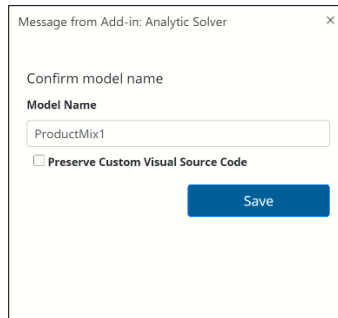 Message from Add-in: Analytic Solver
Confirm model name
Model Name
ProductMix1
Preserve Custom Visual Source Code
Save